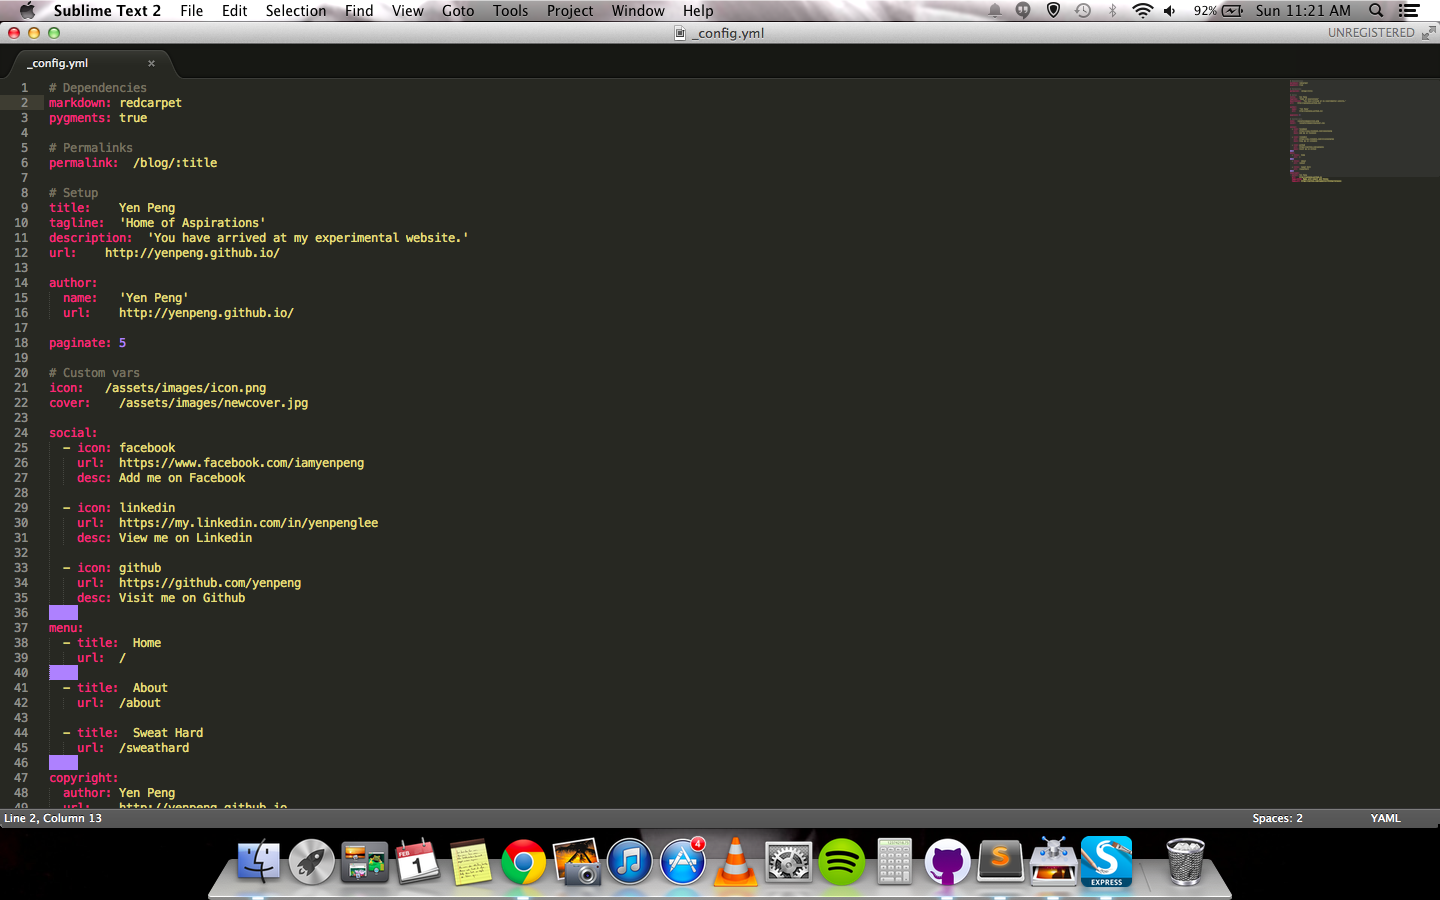 Sublime Text 2 File Edit Selection Find View Goto Tools Project Window Help 92% Sun 11:21 AM
_config.yml UNREGISTERED
_config.yml ×
1 # Dependencies
2 markdown: redcarpet
3 pygments: true
4
5 # Permalinks
6 permalink: /blog/:title
7
8 # Setup
9 title: Yen Peng
10 tagline: 'Home of Aspirations'
11 description: 'You have arrived at my experimental website.'
12 url: http://yenpeng.github.io/
13
14 author:
15 name: 'Yen Peng'
16 url: http://yenpeng.github.io/
17
18 paginate: 5
19
20 # Custom vars
21 icon: /assets/images/icon.png
22 cover: /assets/images/newcover.jpg
23
24 social:
25 - icon: facebook
26 url: https://www.facebook.com/iamyenpeng
27 desc: Add me on Facebook
28
29 - icon: linkedin
30 url: https://my.linkedin.com/in/yenpenglee
31 desc: View me on Linkedin
32
33 - icon: github
34 url: https://github.com/yenpeng
35 desc: Visit me on Github
36
37 menu:
38 - title: Home
39 url: /
40
41 - title: About
42 url: /about
43
44 - title: Sweat Hard
45 url: /sweathard
46
47 copyright:
48 author: Yen Peng
49 url: http://yenpeng.github.io
Line 2, Column 13 Spaces: 2 YAML
FEB
1
4
S
S
EXPRESS